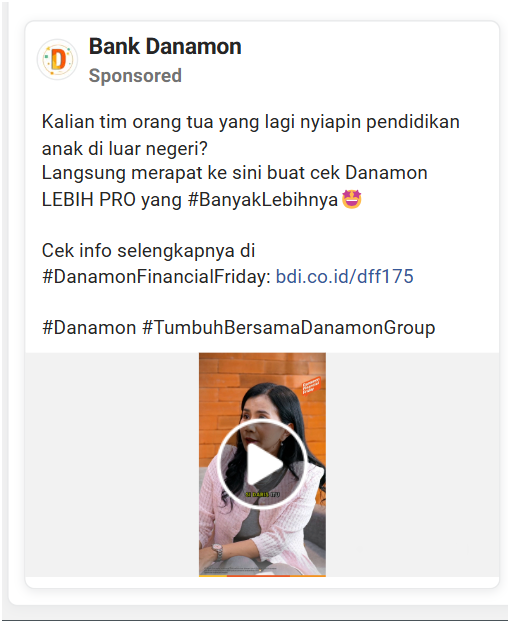 Bank Danamon
Sponsored
Kalian tim orang tua yang lagi nyiapin pendidikan
anak di luar negeri?
Langsung merapat ke sini buat cek Danamon
LEBIH PRO yang #BanyakLebihnya🤩
Cek info selengkapnya di
#DanamonFinancialFriday: bdi.co.id/dff175
#Danamon #TumbuhBersamaDanamonGroup